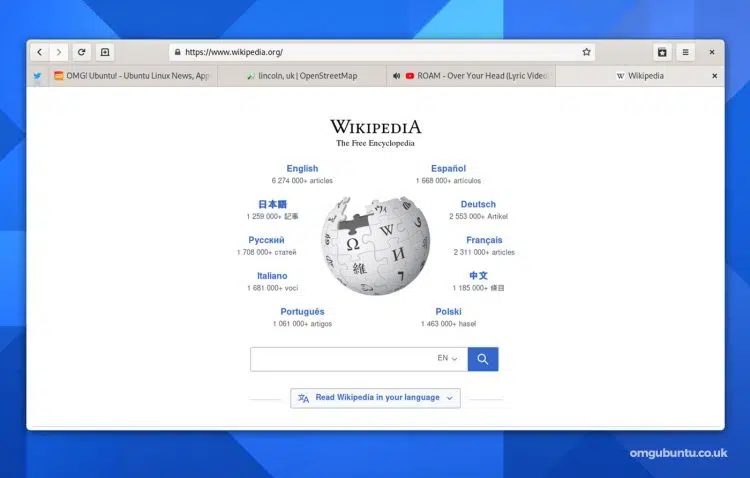 https://www.wikipedia.org/
OMG! Ubuntu! - Ubuntu Linux News, App
lincoln, uk | OpenStreetMap
ROAM - Over Your Head (Lyric Video
W Wikipedia
WIKIPEDIA
The Free Encyclopedia
English
6 274 000+ articles
Español
1 668 000+ artículos
日本語
1 259 000+ 記事
Deutsch
2 553 000+ Artikel
Русский
1 708 000+ статей
Français
2 311 000+ articles
Italiano
1 681 000+ voci
中文
1 185 000+ 條目
Português
1 061 000+ artigos
Polski
1 463 000+ haseł
Ω
W
И
維
EN
Read Wikipedia in your language
omgubuntu.co.uk